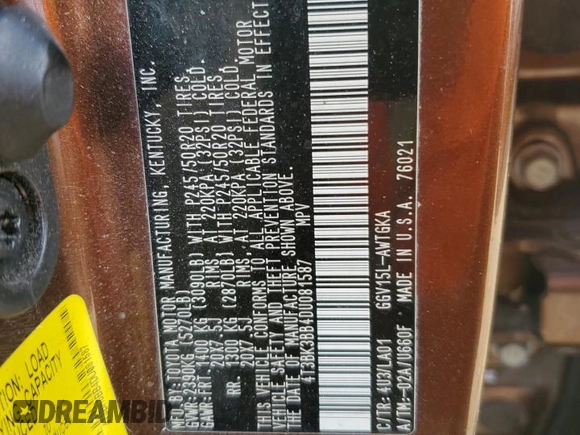 MFD. BY: TOYOTA MOTOR MANUFACTURING, KENTUCKY, INC.
GVWR: 2390KG (5270LB)
GAWR: FRT. 1400 KG (3090LB) WITH P245/50R20 TIRES,
20X7.5J RIMS, AT 220KPA (32PSI) COLD.
RR. 1300 KG (2870LB) WITH P245/50R20 TIRES,
20X7.5J RIMS, AT 220KPA (32PSI) COLD.
THIS VEHICLE CONFORMS TO ALL APPLICABLE FEDERAL MOTOR
VEHICLE SAFETY AND THEFT PREVENTION STANDARDS IN EFFECT
ON THE DATE OF MANUFACTURE SHOWN ABOVE.
4T3BK3BB4DU081587 MPV
C/TR: 4U3/LA01 GGV15L-AWTGKA
A/TM:-02A/U660F MADE IN U.S.A. 76021
LOAD
CAPACITY
DREAMBID